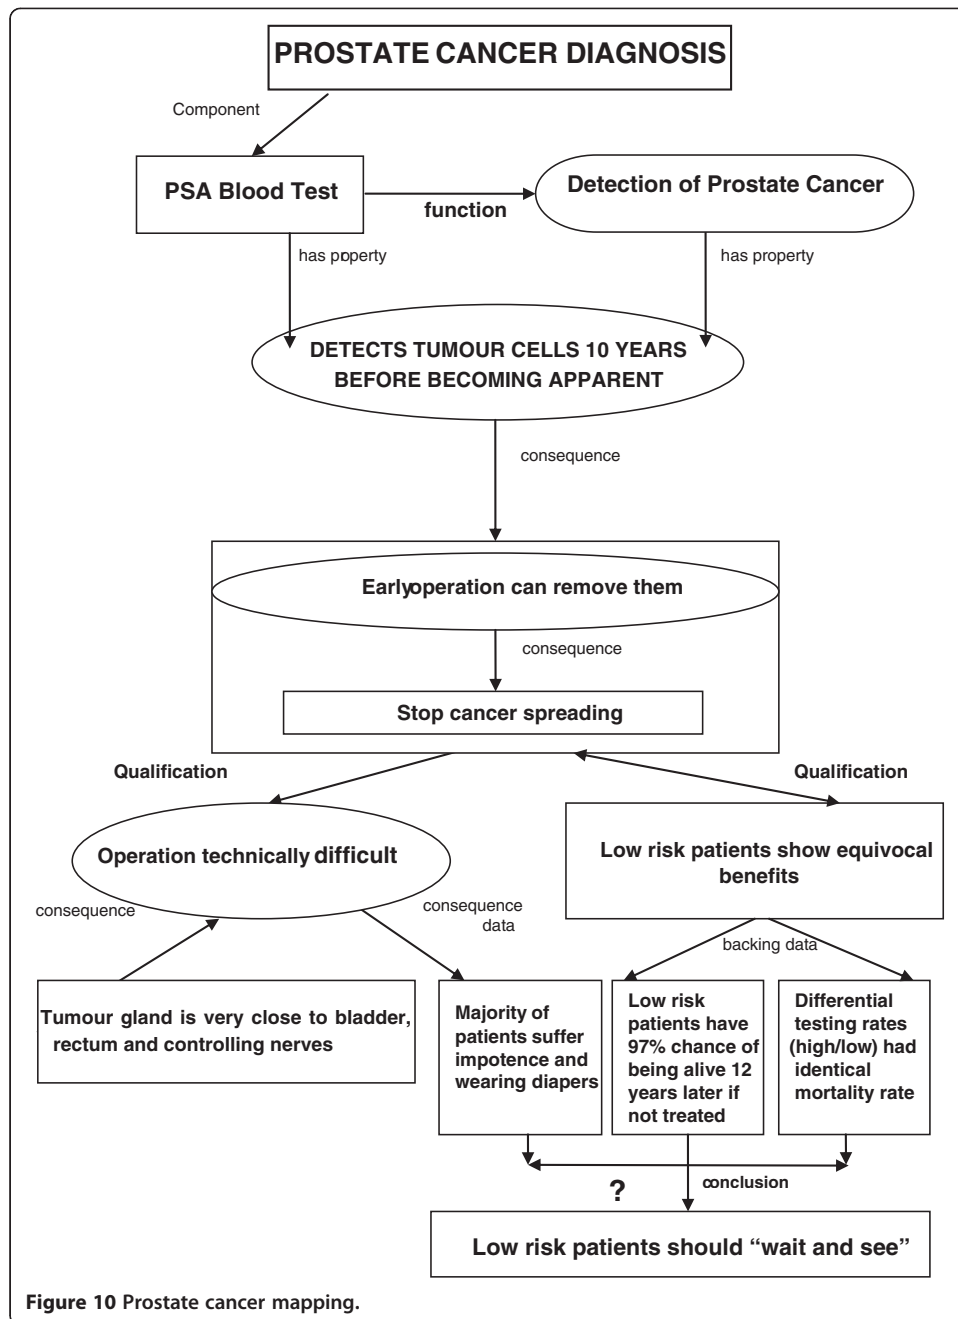 PROSTATE CANCER DIAGNOSIS
Component
PSA Blood Test
function
Detection of Prostate Cancer
has property
has property
DETECTS TUMOUR CELLS 10 YEARS
BEFORE BECOMING APPARENT
consequence
Earlyoperation can remove them
consequence
Stop cancer spreading
Qualification
Qualification
Operation technically difficult
Low risk patients show equivocal
benefits
consequence
consequence
data
backing data
Tumour gland is very close to bladder,
rectum and controlling nerves
Majority of
patients suffer
impotence and
wearing diapers
Low risk
patients have
97% chance of
being alive 12
years later if
not treated
Differential
testing rates
(high/low) had
identical
mortality rate
?
conclusion
Low risk patients should “wait and see”
Figure 10 Prostate cancer mapping.